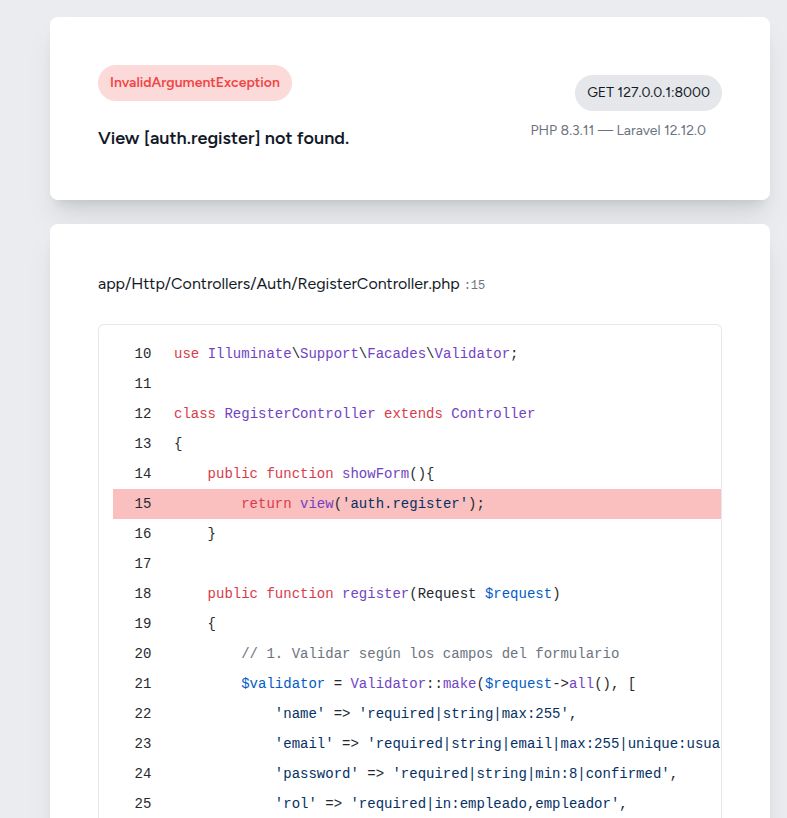 InvalidArgumentException
GET 127.0.0.1:8000
View [auth.register] not found.
PHP 8.3.11 — Laravel 12.12.0
app/Http/Controllers/Auth/RegisterController.php :15
10 use Illuminate\Support\Facades\Validator;
11
12 class RegisterController extends Controller
13 {
14     public function showForm(){
15         return view('auth.register');
16     }
17
18     public function register(Request $request)
19     {
20         // 1. Validar según los campos del formulario
21         $validator = Validator::make($request->all(), [
22             'name' => 'required|string|max:255',
23             'email' => 'required|string|email|max:255|unique:usua
24             'password' => 'required|string|min:8|confirmed',
25             'rol' => 'required|in:empleado,empleador',